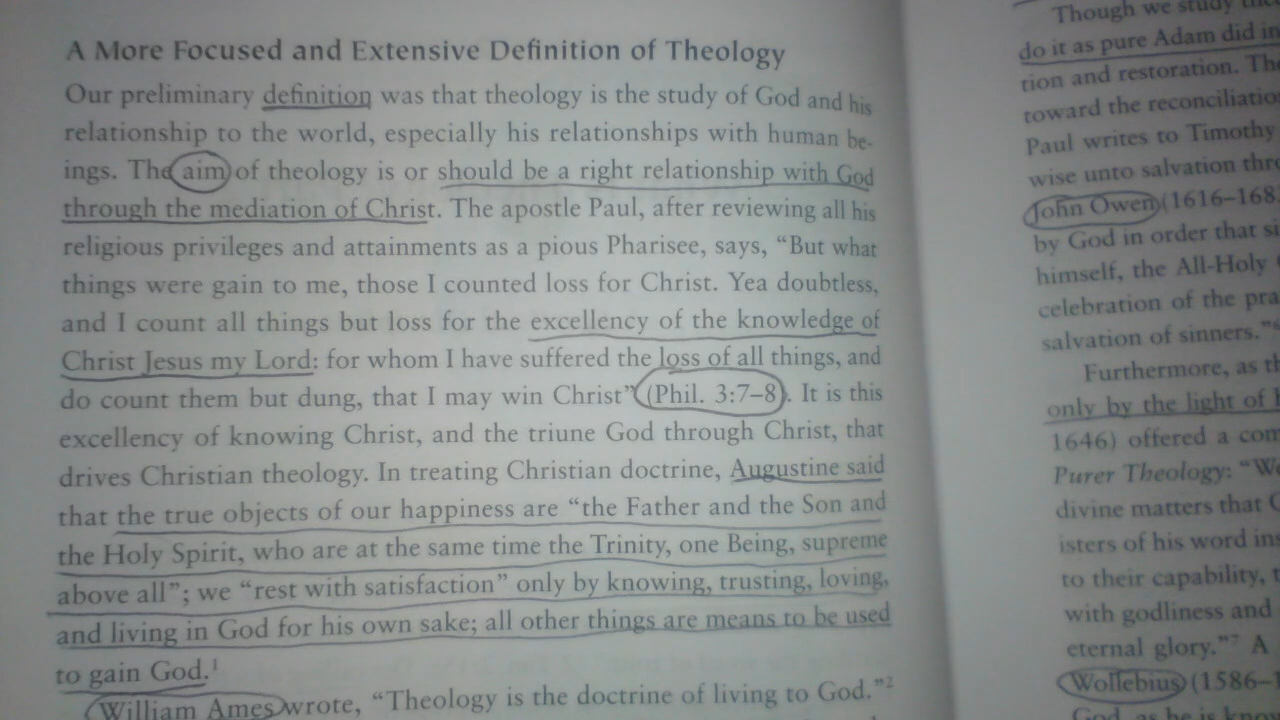 A More Focused and Extensive Definition of Theology
Our preliminary definition was that theology is the study of God and his
relationship to the world, especially his relationships with human be-
ings. The aim of theology is or should be a right relationship with God
through the mediation of Christ. The apostle Paul, after reviewing all his
religious privileges and attainments as a pious Pharisee, says, “But what
things were gain to me, those I counted loss for Christ. Yea doubtless,
and I count all things but loss for the excellency of the knowledge of
Christ Jesus my Lord: for whom I have suffered the loss of all things, and
do count them but dung, that I may win Christ” (Phil. 3:7–8). It is this
excellency of knowing Christ, and the triune God through Christ, that
drives Christian theology. In treating Christian doctrine, Augustine said
that the true objects of our happiness are “the Father and the Son and
the Holy Spirit, who are at the same time the Trinity, one Being, supreme
above all”; we “rest with satisfaction” only by knowing, trusting, loving,
and living in God for his own sake; all other things are means to be used
to gain God.¹
William Ames wrote, “Theology is the doctrine of living to God.”²
Though we study
do it as pure Adam did in
tion and restoration.
toward the
Paul writes to Timothy
wise unto salvation
John Owen (1616–168
by God in order that
himself, the All-Holy
celebration of the
salvation of sinners.”
Furthermore, as
only by the light of
1646) offered a
Purer Theology: “
divine matters that
isters of his word
to their capability,
with godliness and
eternal glory.”⁷ A
Wollebius (1586–
God, as he is